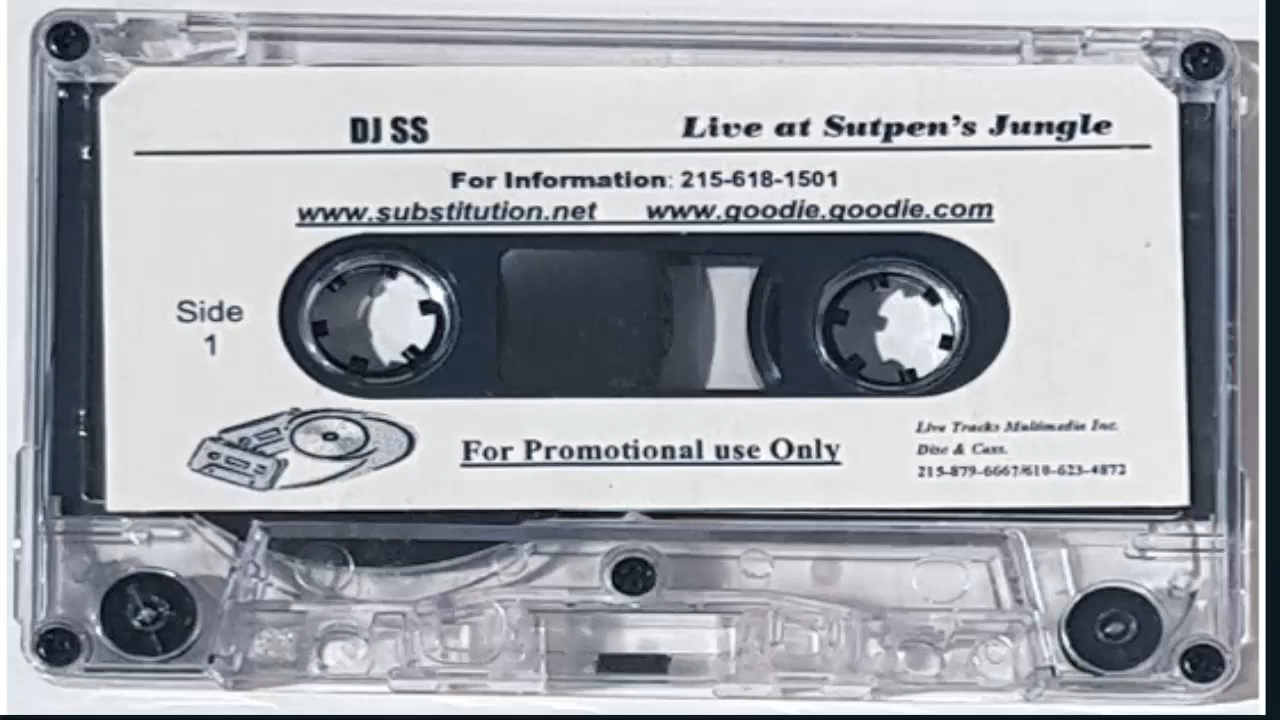 DJ SS Live at Sutpen's Jungle
For Information: 215-618-1501
www.substitution.net www.goodie.goodie.com
Side
1
For Promotional use Only
Live Tracks Multimedia Inc.
Disc & Cass.
215-879-6667/610-623-4872